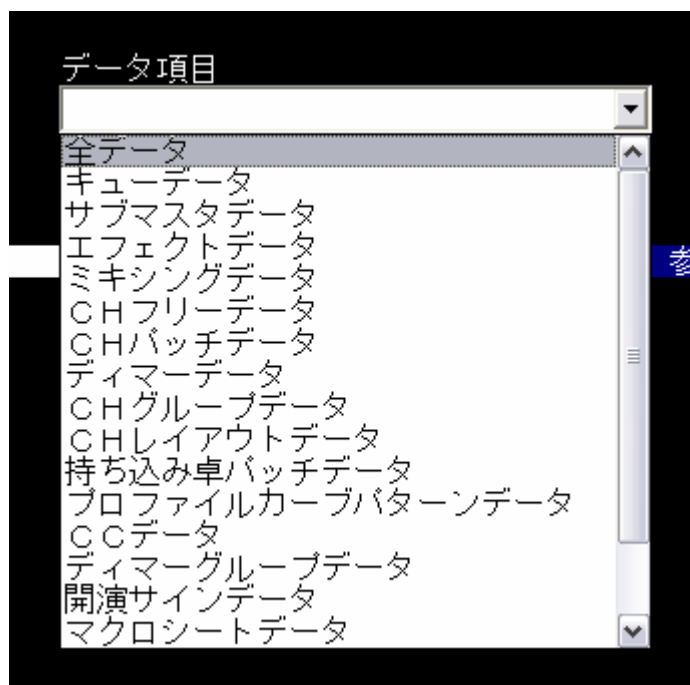 データ項目
全データ
キューデータ
サブマスタデータ
エフェクトデータ
ミキシングデータ
ＣＨフリーデータ
ＣＨパッチデータ
ディマーデータ
ＣＨグループデータ
ＣＨレイアウトデータ
持ち込み卓パッチデータ
プロファイルカーブパターンデータ
ＣＣデータ
ディマーグループデータ
開演サインデータ
マクロシートデータ